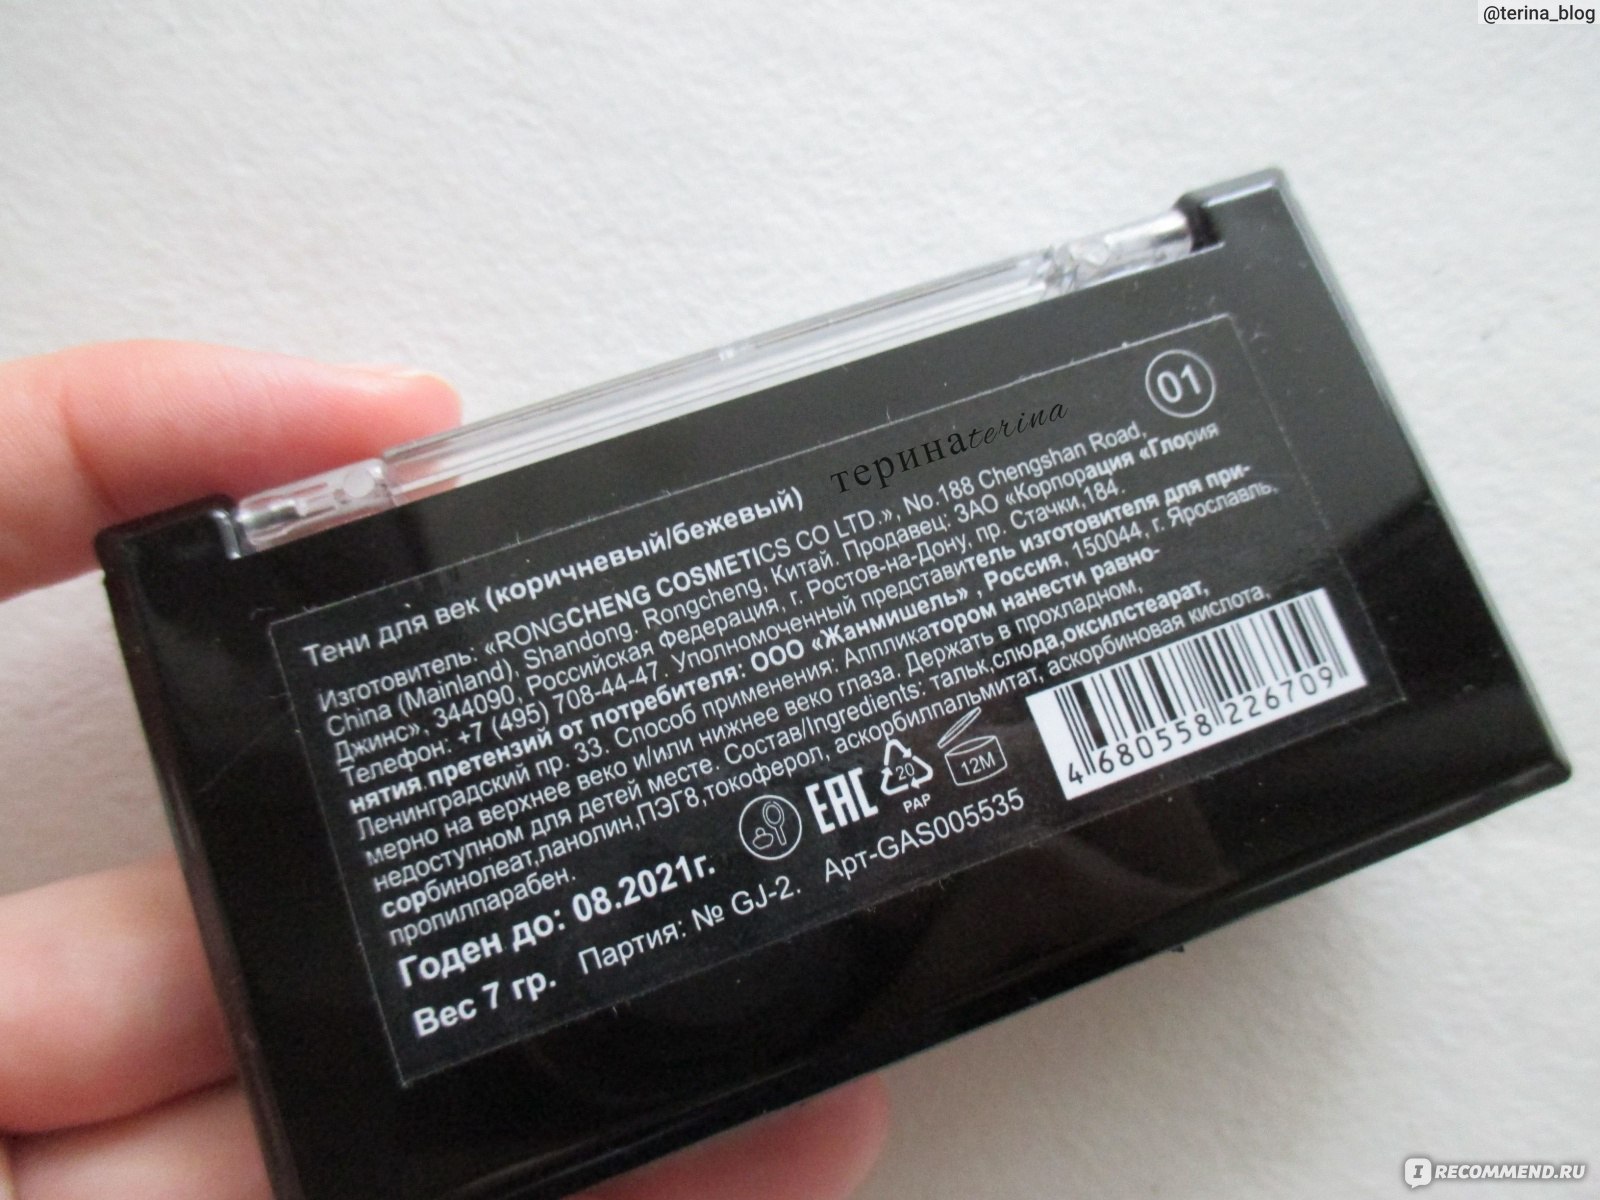 @terina_blog
теринаterina
01
Тени для век (коричневый/бежевый)
Изготовитель: «RONGCHENG COSMETICS CO LTD.», No.188 Chengshan Road,
China (Mainland), Shandong. Rongcheng, Китай. Продавец: ЗАО «Корпорация «Глория
Джинс», 344090, Российская Федерация, г. Ростов-на-Дону, пр. Стачки,184.
Телефон: +7 (495) 708-44-47. Уполномоченный представитель изготовителя для при-
нятия претензий от потребителя: ООО «Жанмишель» , Россия, 150044, г. Ярославль,
Ленинградский пр. 33. Способ применения: Аппликатором нанести равно-
мерно на верхнее веко и/или нижнее веко глаза. Держать в прохладном,
недоступном для детей месте. Состав/Ingredients: тальк,слюда,оксилстеарат,
сорбинолеат,ланолин,ПЭГ8,токоферол, аскорбилпальмитат, аскорбиновая кислота,
пропилпарабен.
Годен до: 08.2021г.
EAC
20
PAP
12M
4 680558 226709
Вес 7 гр. Партия: № GJ-2. Арт-GAS005535
I RECOMMEND.RU